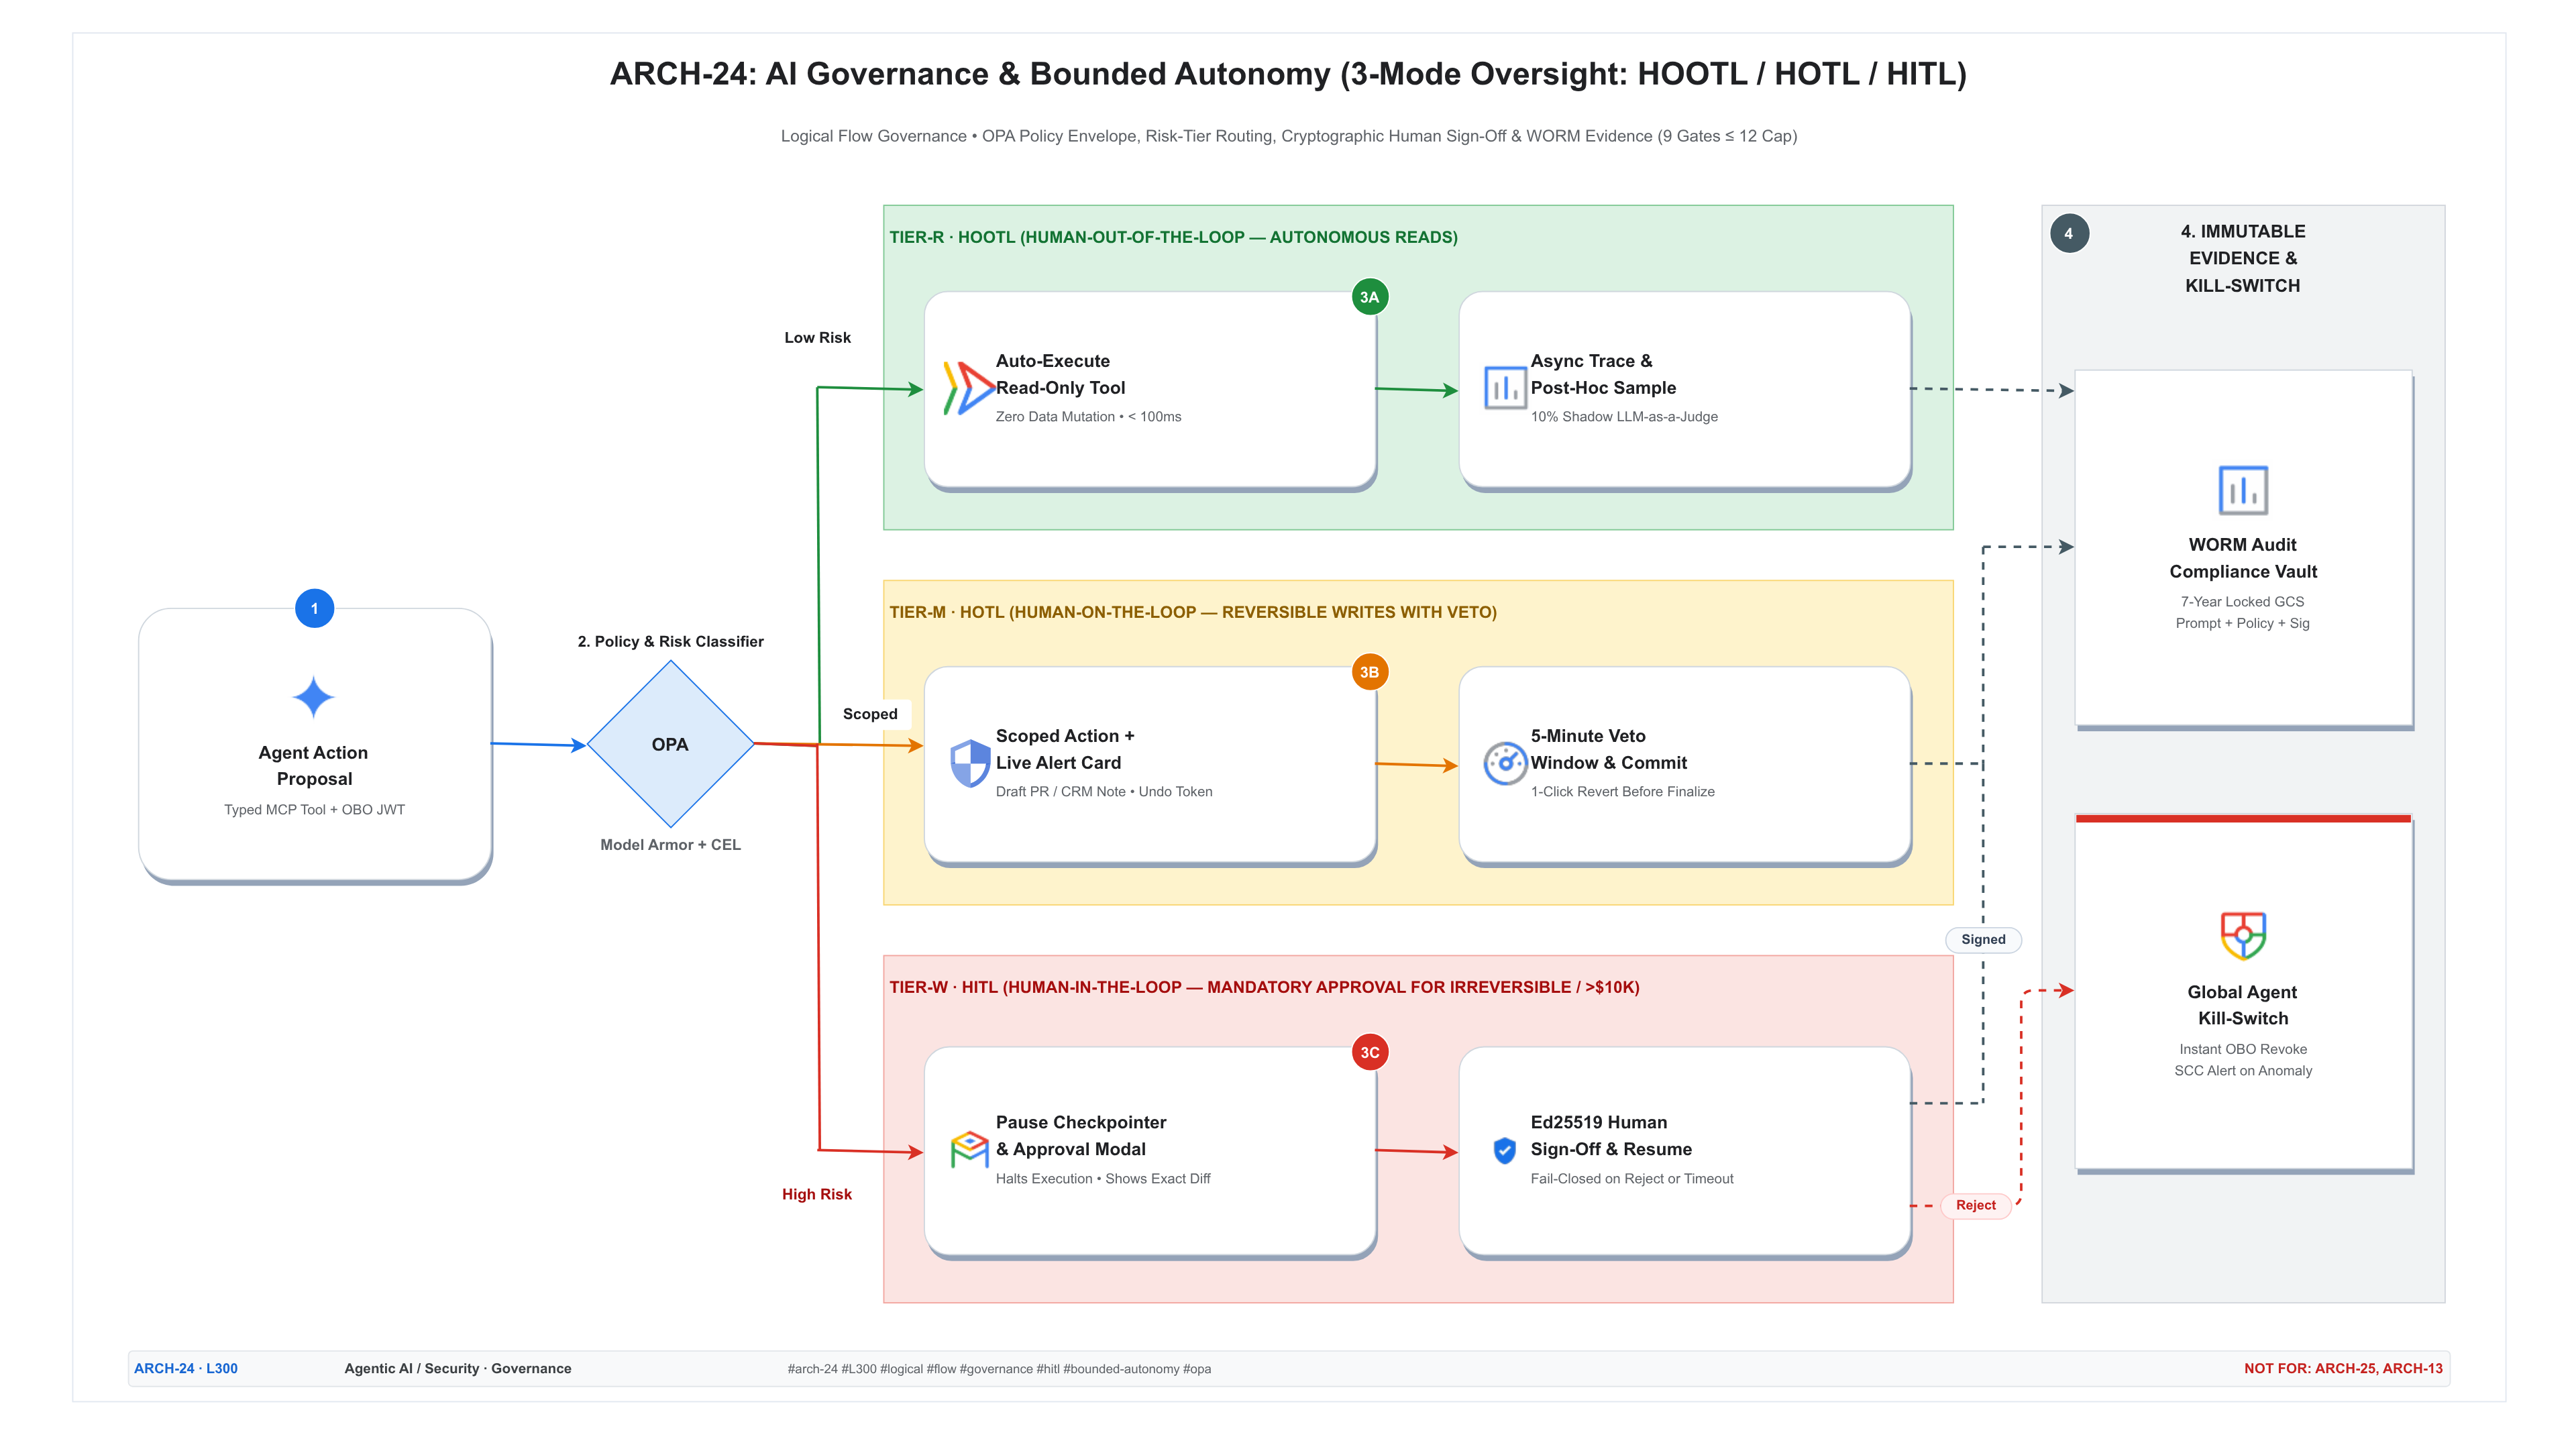 ARCH-24: AI Governance & Bounded Autonomy (3-Mode Oversight: HOOTL / HOTL / HITL)
Logical Flow Governance • OPA Policy Envelope, Risk-Tier Routing, Cryptographic Human Sign-Off & WORM Evidence (9 Gates ≤ 12 Cap)
1
Agent Action
Proposal
Typed MCP Tool + OBO JWT
2. Policy & Risk Classifier
OPA
Model Armor + CEL
Low Risk
Scoped
High Risk
TIER-R · HOOTL (HUMAN-OUT-OF-THE-LOOP — AUTONOMOUS READS)
3A
Auto-Execute
Read-Only Tool
Zero Data Mutation • < 100ms
Async Trace &
Post-Hoc Sample
10% Shadow LLM-as-a-Judge
TIER-M · HOTL (HUMAN-ON-THE-LOOP — REVERSIBLE WRITES WITH VETO)
3B
Scoped Action +
Live Alert Card
Draft PR / CRM Note • Undo Token
5-Minute Veto
Window & Commit
1-Click Revert Before Finalize
TIER-W · HITL (HUMAN-IN-THE-LOOP — MANDATORY APPROVAL FOR IRREVERSIBLE / >$10K)
3C
Pause Checkpointer
& Approval Modal
Halts Execution • Shows Exact Diff
Ed25519 Human
Sign-Off & Resume
Fail-Closed on Reject or Timeout
Signed
Reject
4
4. IMMUTABLE
EVIDENCE &
KILL-SWITCH
WORM Audit
Compliance Vault
7-Year Locked GCS
Prompt + Policy + Sig
Global Agent
Kill-Switch
Instant OBO Revoke
SCC Alert on Anomaly
ARCH-24 · L300
Agentic AI / Security · Governance
#arch-24 #L300 #logical #flow #governance #hitl #bounded-autonomy #opa
NOT FOR: ARCH-25, ARCH-13